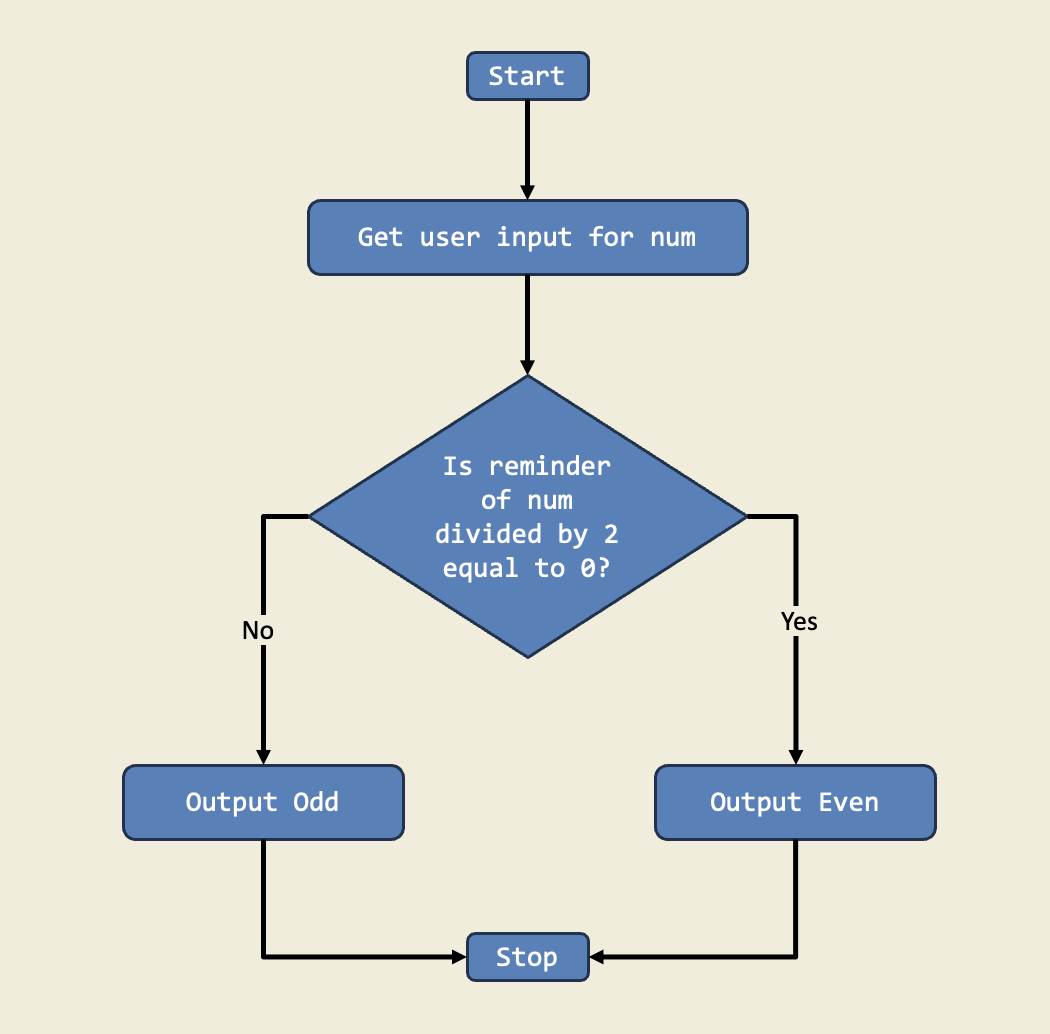 Start
Get user input for num
Is reminder
of num
divided by 2
equal to 0?
No
Yes
Output Odd
Output Even
Stop